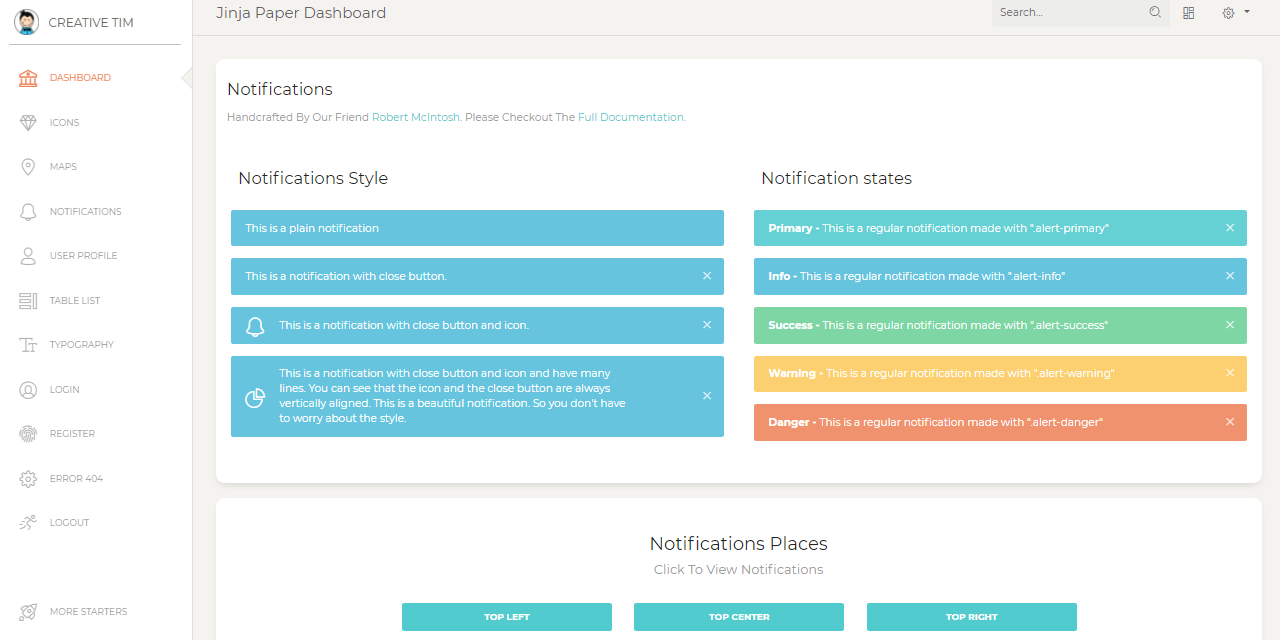 CREATIVE TIM
DASHBOARD
ICONS
MAPS
NOTIFICATIONS
USER PROFILE
TABLE LIST
TYPOGRAPHY
LOGIN
REGISTER
ERROR 404
LOGOUT
MORE STARTERS
Jinja Paper Dashboard
Search...
Notifications
Handcrafted By Our Friend Robert McIntosh. Please Checkout The Full Documentation.
Notifications Style
This is a plain notification
This is a notification with close button.
This is a notification with close button and icon.
This is a notification with close button and icon and have many
lines. You can see that the icon and the close button are always
vertically aligned. This is a beautiful notification. So you don't have
to worry about the style.
Notification states
Primary - This is a regular notification made with ".alert-primary"
Info - This is a regular notification made with ".alert-info"
Success - This is a regular notification made with ".alert-success"
Warning - This is a regular notification made with ".alert-warning"
Danger - This is a regular notification made with ".alert-danger"
Notifications Places
Click To View Notifications
TOP LEFT
TOP CENTER
TOP RIGHT